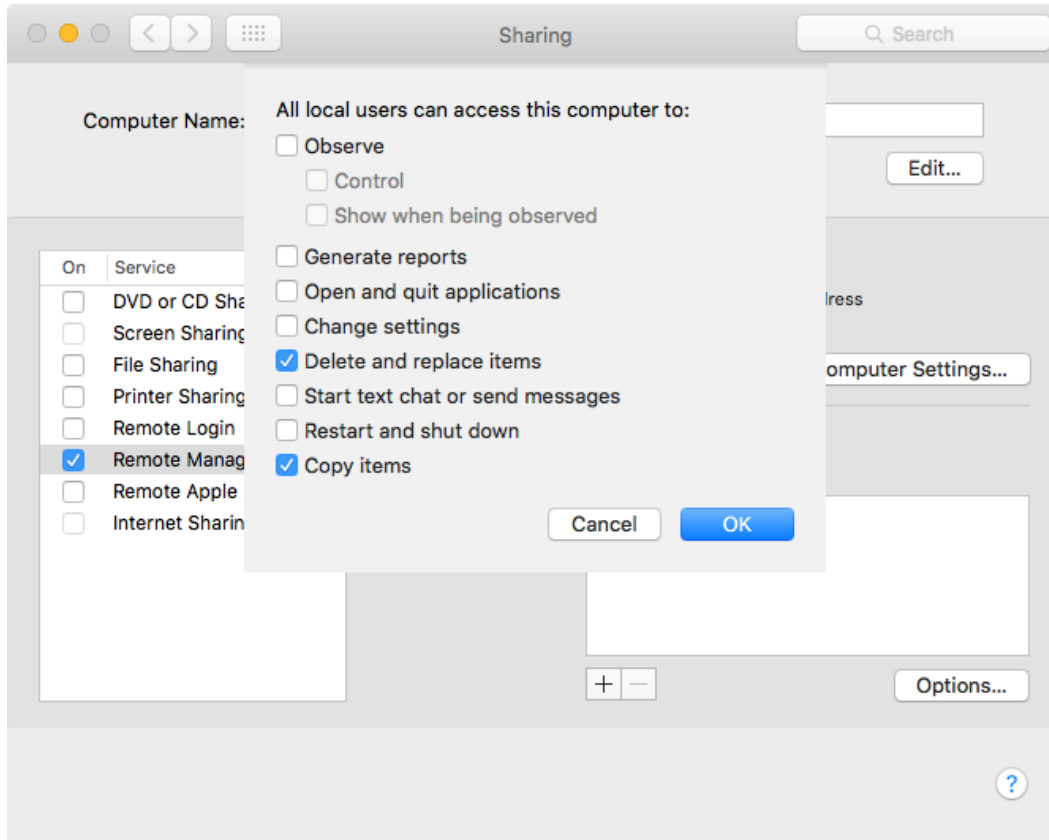 Sharing
Search
Computer Name:
Edit...
All local users can access this computer to:
Observe
Control
Show when being observed
Generate reports
Open and quit applications
Change settings
Delete and replace items
Start text chat or send messages
Restart and shut down
Copy items
Cancel
OK
On
Service
DVD or CD Sha
Screen Sharing
File Sharing
Printer Sharing
Remote Login
Remote Manag
Remote Apple
Internet Sharin
dress
omputer Settings...
+
−
Options...
?